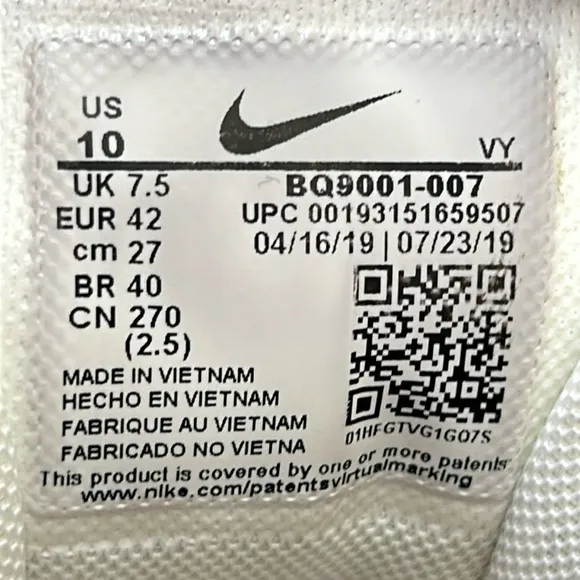 US
10
VY
UK 7.5
BQ9001-007
EUR 42
UPC 00193151659507
cm 27
04/16/19 | 07/23/19
BR 40
CN 270
(2.5)
MADE IN VIETNAM
HECHO EN VIETNAM
FABRIQUE AU VIETNAM
FABRICADO NO VIETNA
01HFGTVG1GO7S
This product is covered by one or more patents
www.nike.com/patentsvirtualmarking